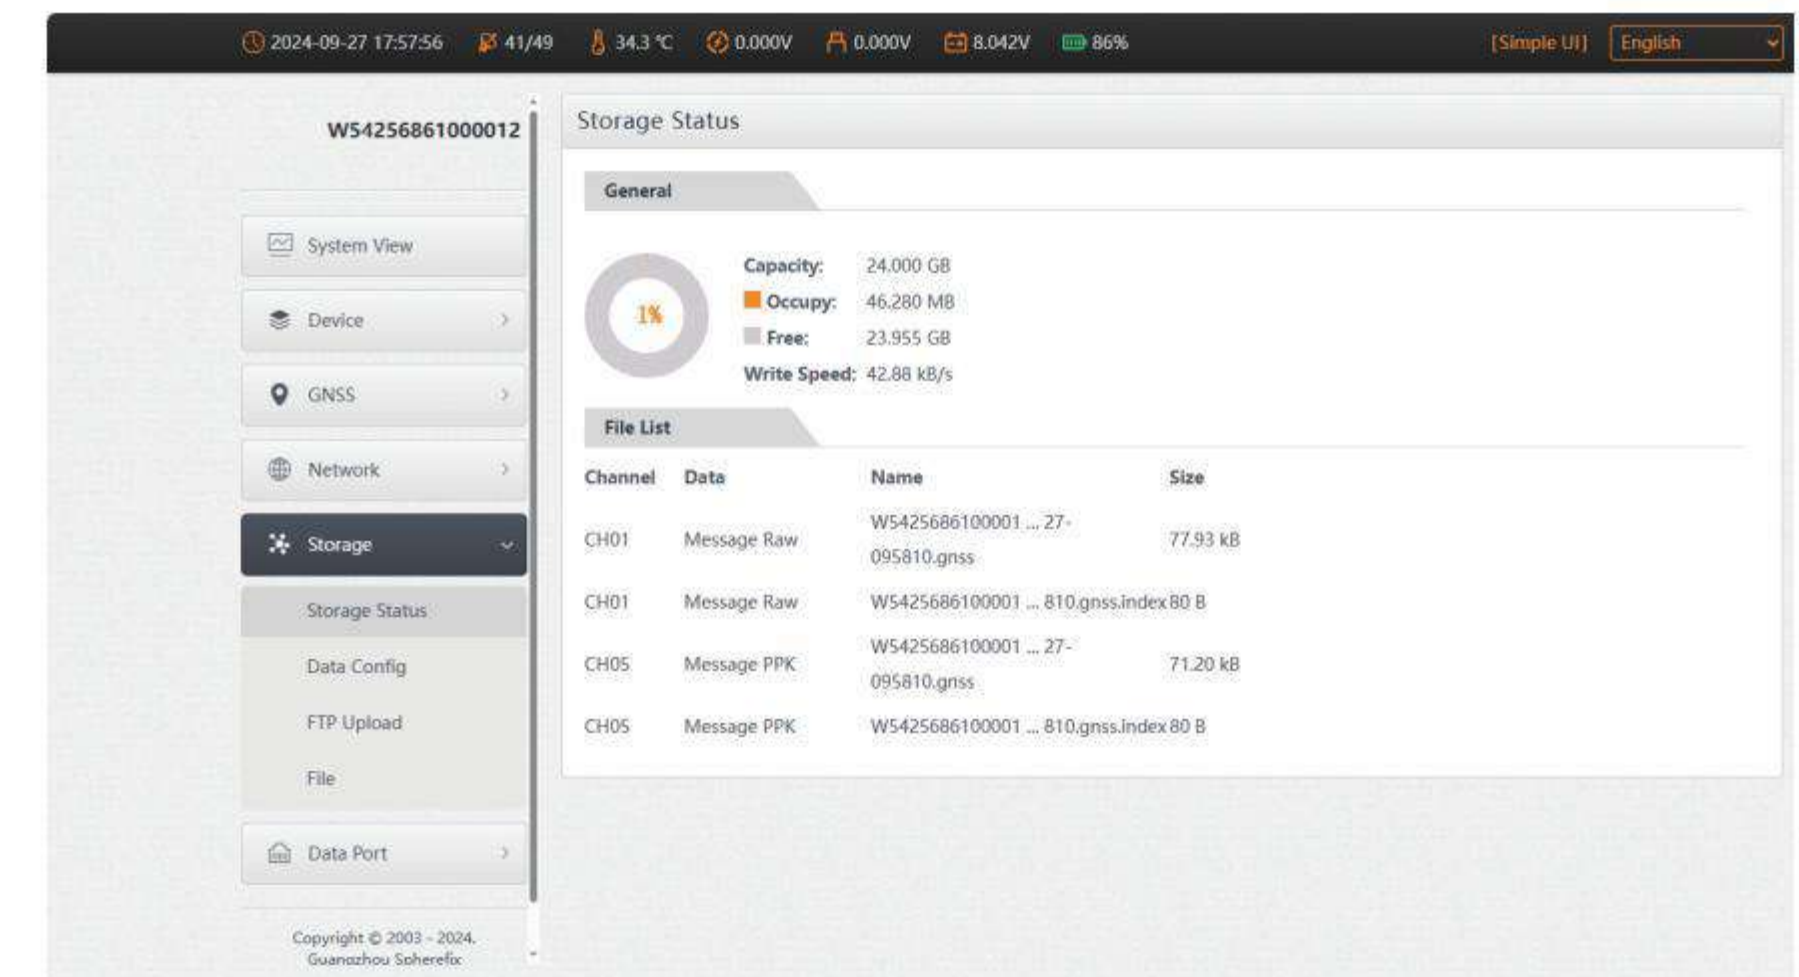 2024-09-27 17:57:56 41/49 34.3 ℃ 0.000V 0.000V 8.042V 86% [Simple UI] English
W54256861000012
System View
Device
GNSS
Network
Storage
Storage Status
Data Config
FTP Upload
File
Data Port
Copyright © 2003 - 2024.
Guangzhou Spherefix
Storage Status
General
1%
Capacity: 24.000 GB
Occupy: 46.280 MB
Free: 23.955 GB
Write Speed: 42.88 kB/s
File List
Channel Data Name Size
CH01 Message Raw W5425686100001 ... 27-
095810.gnss 77.93 kB
CH01 Message Raw W5425686100001 ... 810.gnss.index 80 B
CH05 Message PPK W5425686100001 ... 27-
095810.gnss 71.20 kB
CH05 Message PPK W5425686100001 ... 810.gnss.index 80 B